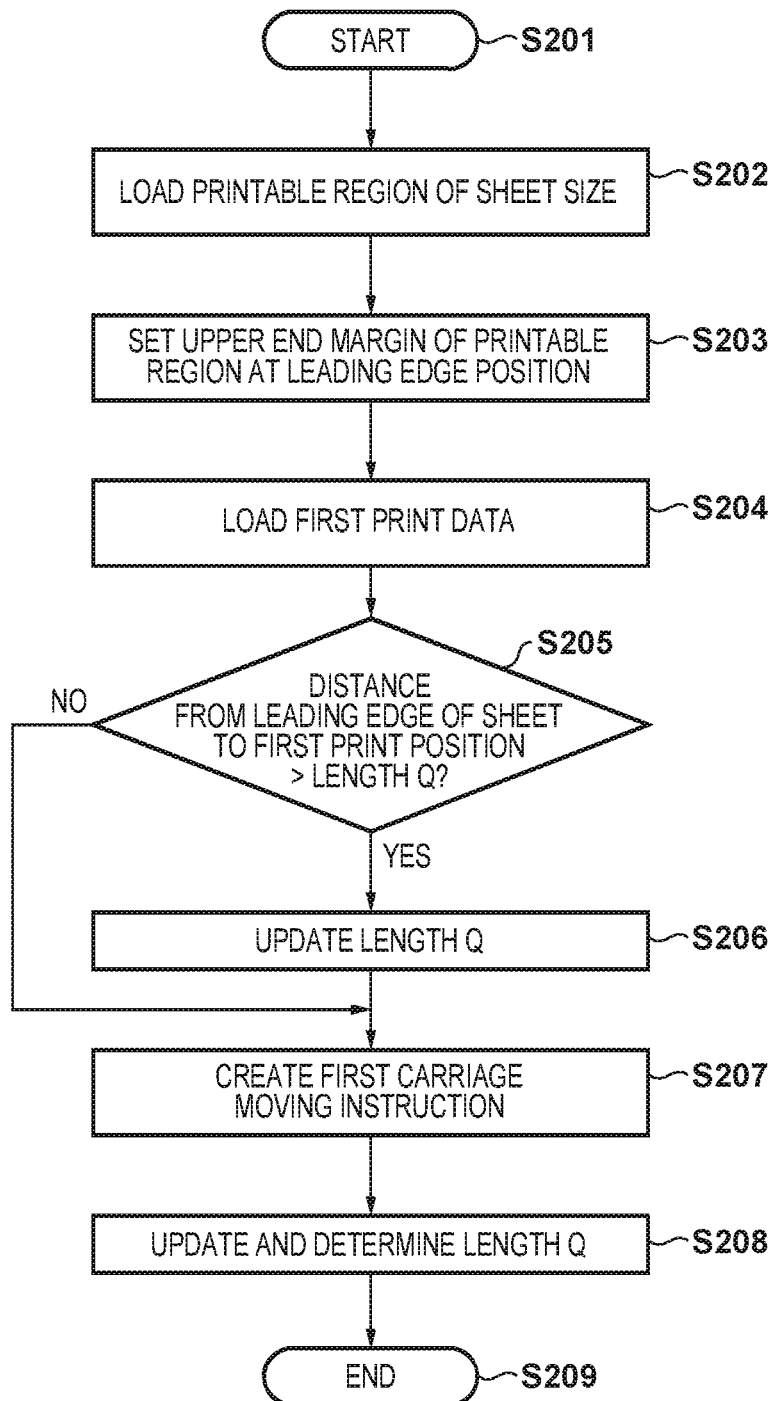 START
S201
LOAD PRINTABLE REGION OF SHEET SIZE
S202
SET UPPER END MARGIN OF PRINTABLE
REGION AT LEADING EDGE POSITION
S203
LOAD FIRST PRINT DATA
S204
S205
DISTANCE
FROM LEADING EDGE OF SHEET
TO FIRST PRINT POSITION
> LENGTH Q?
NO
YES
UPDATE LENGTH Q
S206
CREATE FIRST CARRIAGE
MOVING INSTRUCTION
S207
UPDATE AND DETERMINE LENGTH Q
S208
END
S209